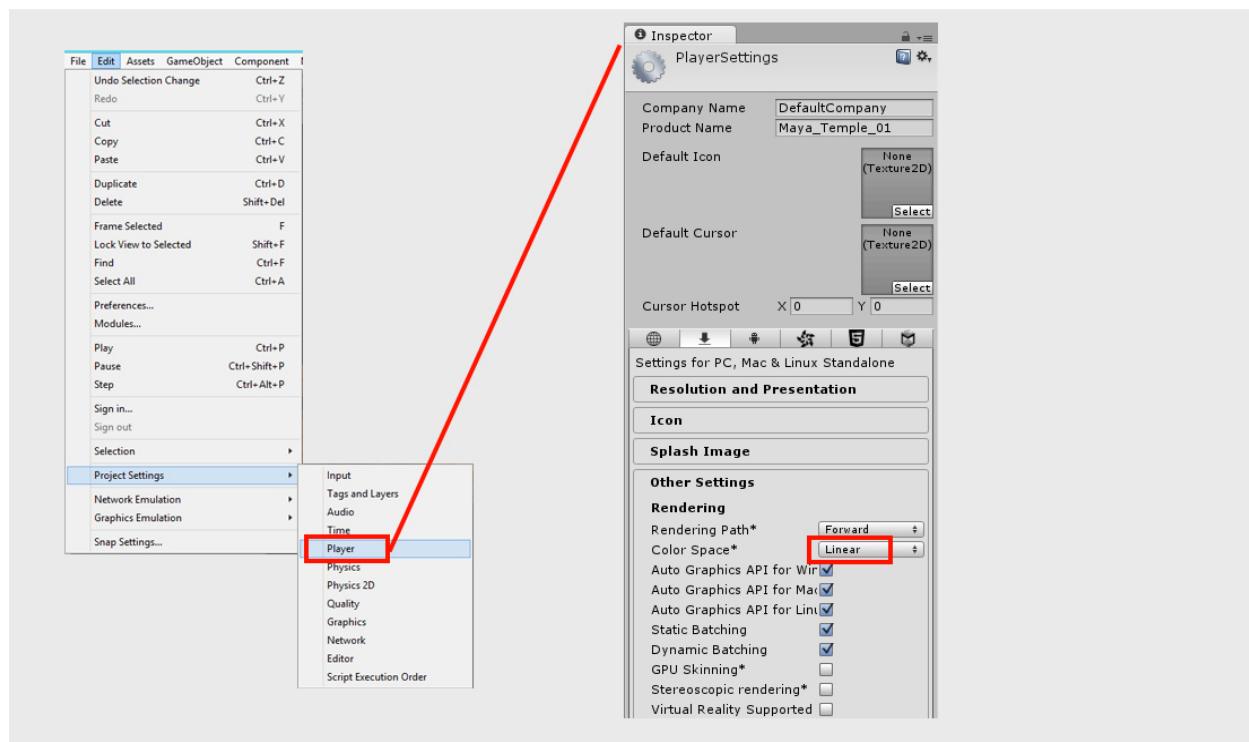 File Edit Assets GameObject Component
Undo Selection Change Ctrl+Z
Redo Ctrl+Y
Cut Ctrl+X
Copy Ctrl+C
Paste Ctrl+V
Duplicate Ctrl+D
Delete Shift+Del
Frame Selected F
Lock View to Selected Shift+F
Find Ctrl+F
Select All Ctrl+A
Preferences...
Modules...
Play Ctrl+P
Pause Ctrl+Shift+P
Step Ctrl+Alt+P
Sign in...
Sign out
Selection
Project Settings
Network Emulation
Graphics Emulation
Snap Settings...
Input
Tags and Layers
Audio
Time
Player
Physics
Physics 2D
Quality
Graphics
Network
Editor
Script Execution Order
Inspector
PlayerSettings
Company Name DefaultCompany
Product Name Maya_Temple_01
Default Icon None
(Texture2D)
Select
Default Cursor None
(Texture2D)
Select
Cursor Hotspot X 0 Y 0
Settings for PC, Mac & Linux Standalone
Resolution and Presentation
Icon
Splash Image
Other Settings
Rendering
Rendering Path* Forward
Color Space* Linear
Auto Graphics API for Win
Auto Graphics API for Mac
Auto Graphics API for Linu
Static Batching
Dynamic Batching
GPU Skinning*
Stereoscopic rendering*
Virtual Reality Supported